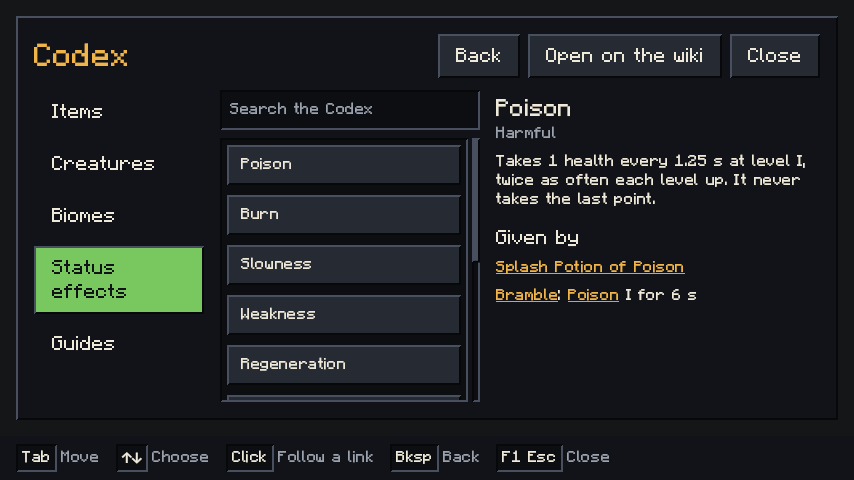 Codex
Back
Open on the wiki
Close
Items
Creatures
Biomes
Status
effects
Guides
Search the Codex
Poison
Burn
Slowness
Weakness
Regeneration
Poison
Harmful
Takes 1 health every 1.25 s at level I,
twice as often each level up. It never
takes the last point.
Given by
Splash Potion of Poison
Bramble: Poison I for 6 s
Tab Move ↑↓ Choose Click Follow a link Bksp Back F1 Esc Close